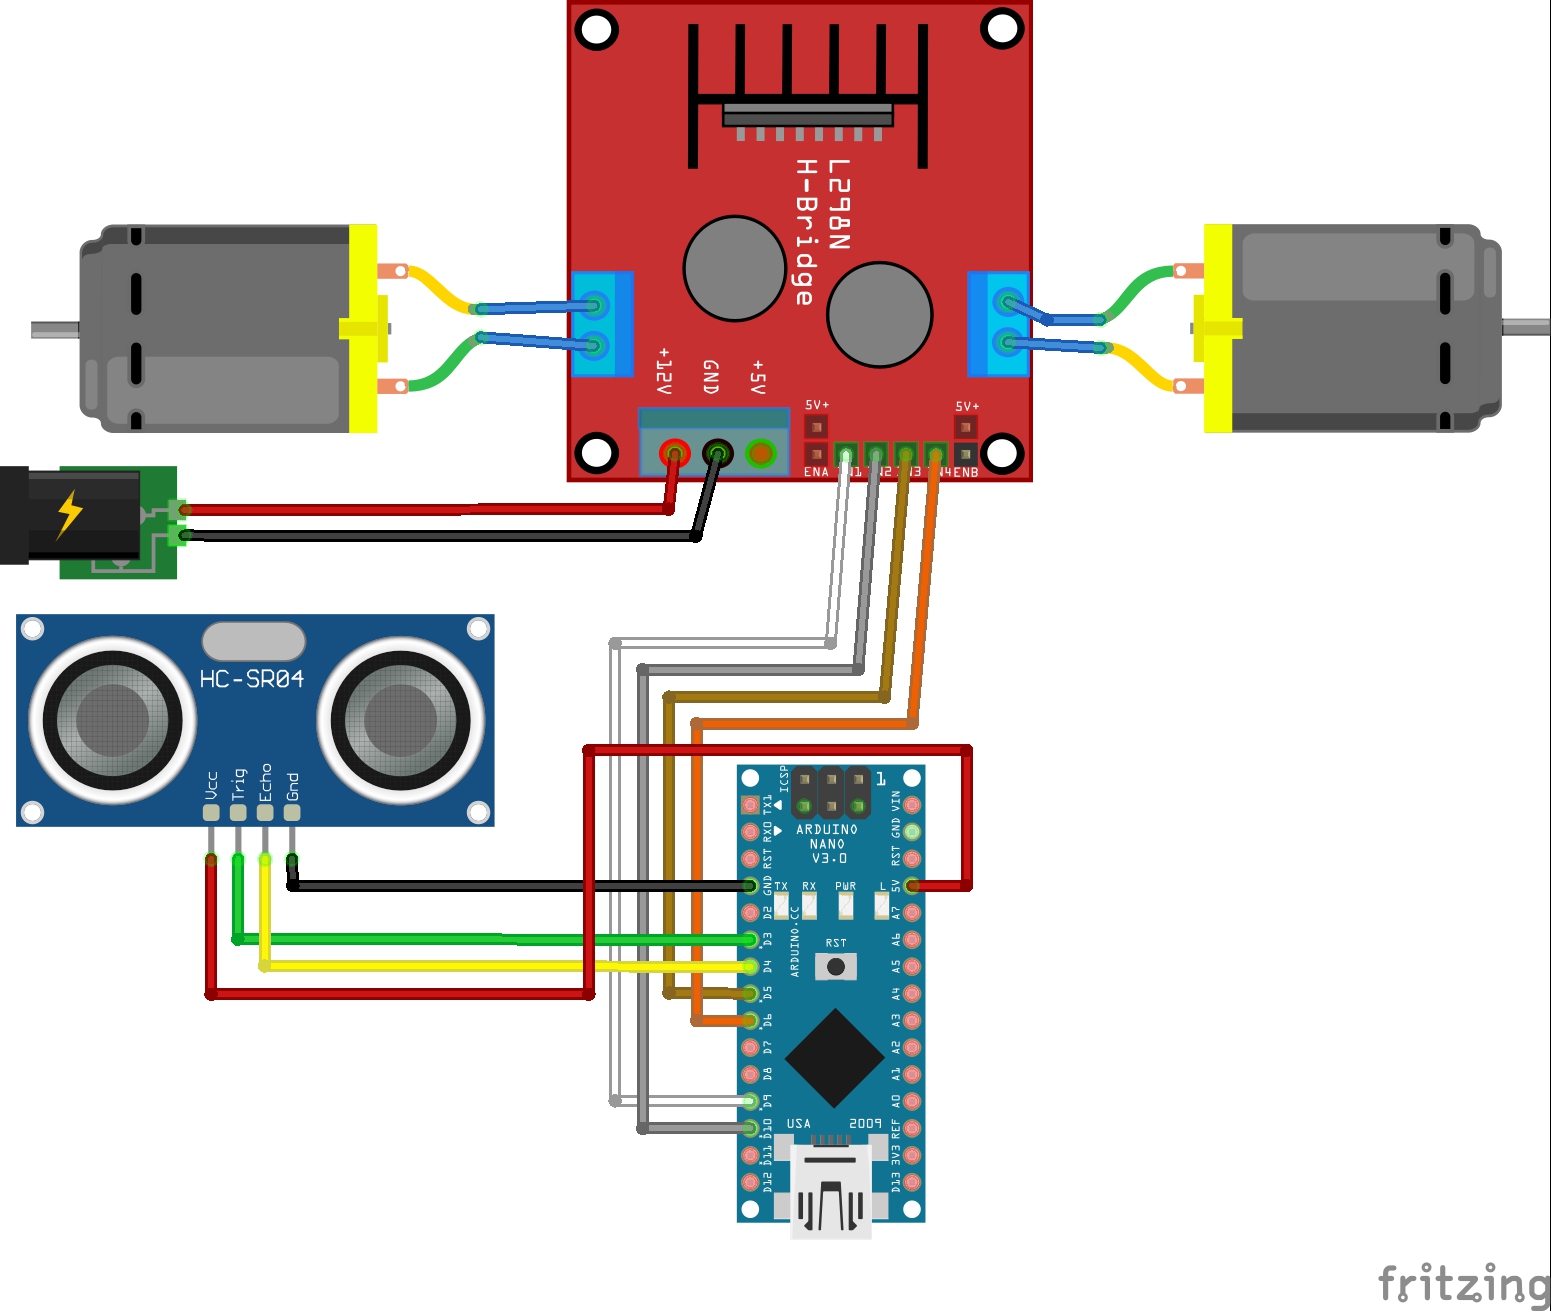 L298N
H-Bridge
+12V
GND
+5V
5V+
5V+
ENA
IN1
IN2
IN3
IN4
ENB
HC-SR04
Vcc
Trig
Echo
Gnd
ICSP
1
TX1
RX0
RST
GND
D2
D3
D4
D5
D6
D7
D8
D9
D10
D11
D12
ARDUINO
NANO
V3.0
TX
RX
PWR
L
ARDUINO.CC
RST
USA
2009
VIN
GND
RST
5V
A7
A6
A5
A4
A3
A2
A1
A0
REF
3V3
D13
fritzing